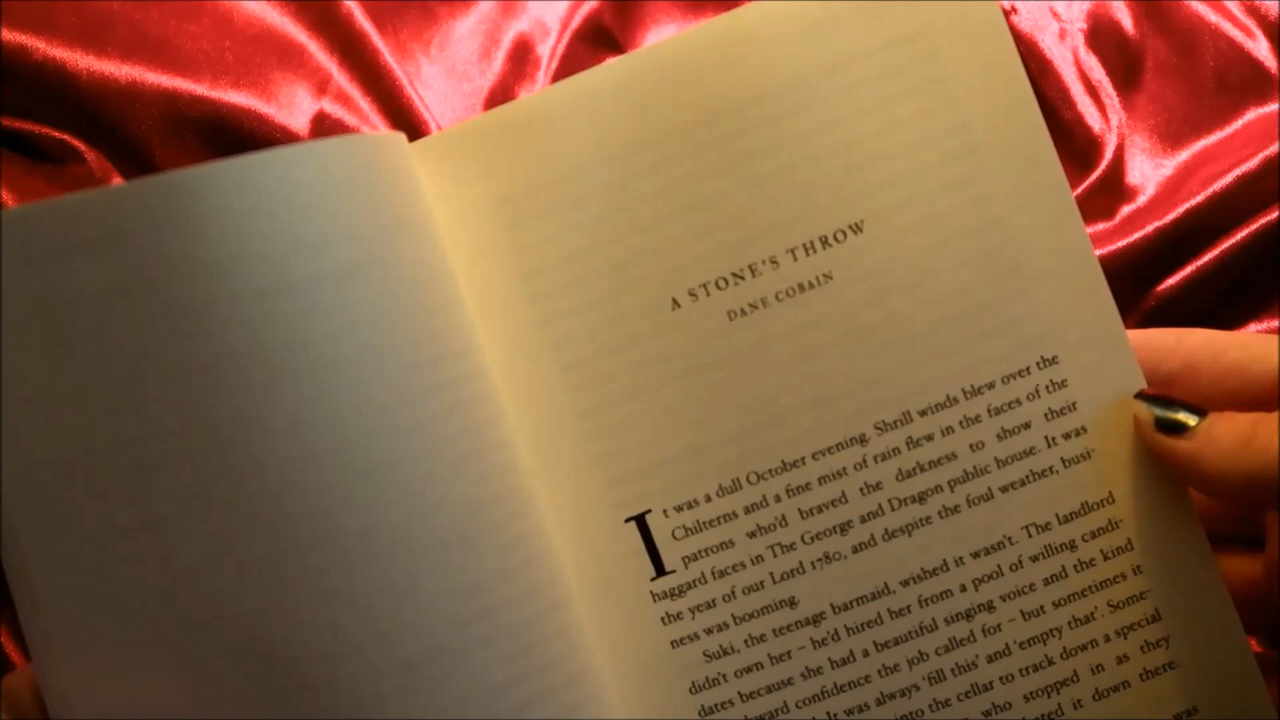 A STONE'S THROW
DANE COBAIN
It was a dull October evening. Shrill winds blew over the
Chilterns and a fine mist of rain flew in the faces of the
patrons who'd braved the darkness to show their
haggard faces in The George and Dragon public house. It was
the year of our Lord 1780, and despite the foul weather, busi-
ness was booming.
Suki, the teenage barmaid, wished it wasn't. The landlord
didn't own her – he'd hired her from a pool of willing candi-
dates because she had a beautiful singing voice and the kind
confidence the job called for – but sometimes it
It was always 'fill this' and 'empty that'. Some-
into the cellar to track down a special
who stopped in as they
it down there.
was